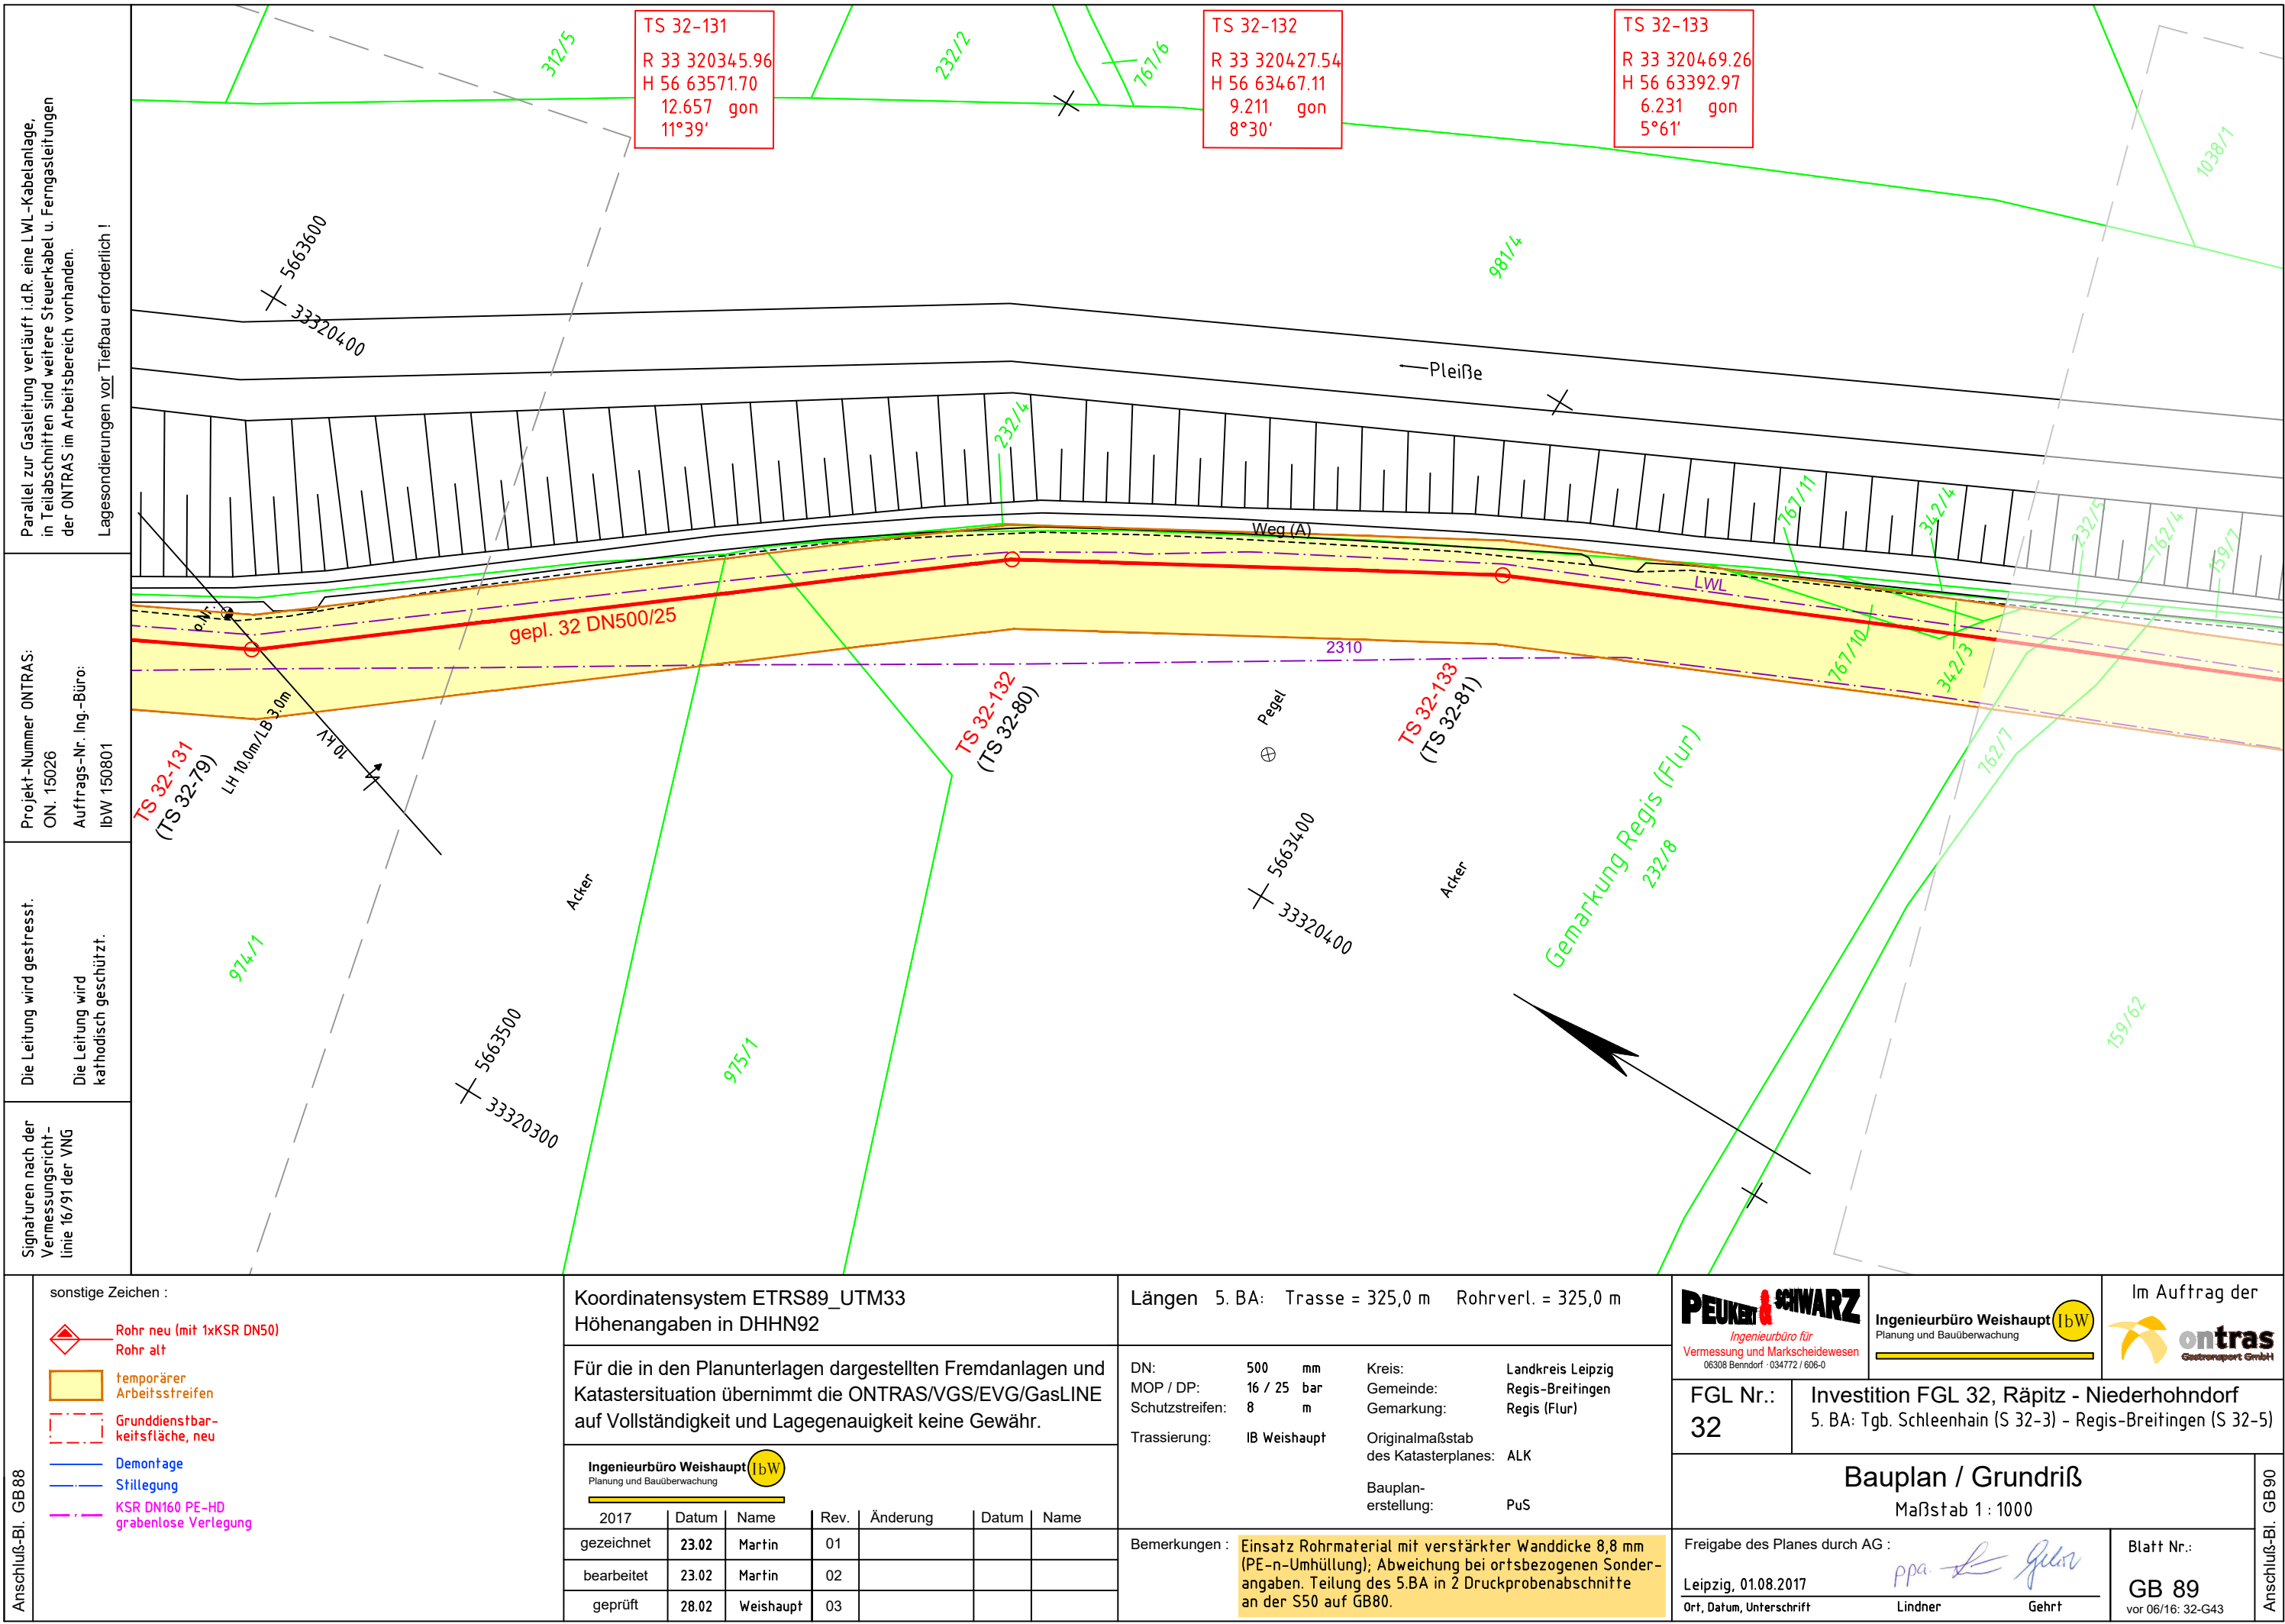 TS 32-131
R 33 320345.96
H 56 63571.70
12.657 gon
11°39'
TS 32-132
R 33 320427.54
H 56 63467.11
9.211 gon
8°30'
TS 32-133
R 33 320469.26
H 56 63392.97
6.231 gon
5°61'
312/5
232/2
767/6
1038/1
981/4
5663600
33320400
Pleiße
232/4
Weg (A)
767/11
342/4
232/5
762/4
159/7
LWL
o.Nr.
gepl. 32 DN500/25
2310
767/10
342/3
762/7
TS 32-131
(TS 32-79)
LH 10.0m/LB 3.0m
10 kV
TS 32-132
(TS 32-80)
Pegel
TS 32-133
(TS 32-81)
Acker
5663400
33320400
Acker
Gemarkung Regis (Flur)
232/8
974/1
975/1
5663500
33320300
159/62
Parallel zur Gasleitung verläuft i.d.R. eine LWL-Kabelanlage,
in Teilabschnitten sind weitere Steuerkabel u. Ferngasleitungen
der ONTRAS im Arbeitsbereich vorhanden.
Lagesondierungen vor Tiefbau erforderlich !
Projekt-Nummer ONTRAS:
ON. 15026
Auftrags-Nr. Ing.-Büro:
IbW 150801
Die Leitung wird gestresst.
Die Leitung wird
kathodisch geschützt.
Signaturen nach der
Vermessungsricht-
linie 16/91 der VNG
Anschluß-Bl. GB88
sonstige Zeichen :
Rohr neu (mit 1xKSR DN50)
Rohr alt
temporärer
Arbeitsstreifen
Grunddienstbar-
keitsfläche, neu
Demontage
Stillegung
KSR DN160 PE-HD
grabenlose Verlegung
Koordinatensystem ETRS89_UTM33
Höhenangaben in DHHN92
Für die in den Planunterlagen dargestellten Fremdanlagen und
Katastersituation übernimmt die ONTRAS/VGS/EVG/GasLINE
auf Vollständigkeit und Lagegenauigkeit keine Gewähr.
Ingenieurbüro Weishaupt IbW
Planung und Bauüberwachung
2017 Datum Name Rev. Änderung Datum Name
gezeichnet 23.02 Martin 01
bearbeitet 23.02 Martin 02
geprüft 28.02 Weishaupt 03
Längen 5. BA: Trasse = 325,0 m Rohrverl. = 325,0 m
DN: 500 mm
MOP / DP: 16 / 25 bar
Schutzstreifen: 8 m
Trassierung: IB Weishaupt
Kreis: Landkreis Leipzig
Gemeinde: Regis-Breitingen
Gemarkung: Regis (Flur)
Originalmaßstab
des Katasterplanes: ALK
Bauplan-
erstellung: PuS
Bemerkungen :
Einsatz Rohrmaterial mit verstärkter Wanddicke 8,8 mm
(PE-n-Umhüllung); Abweichung bei ortsbezogenen Sonder-
angaben. Teilung des 5.BA in 2 Druckprobenabschnitte
an der S50 auf GB80.
PEUKERT & SCHWARZ
Ingenieurbüro für
Vermessung und Markscheidewesen
06308 Benndorf · 034772 / 606-0
Ingenieurbüro Weishaupt IbW
Planung und Bauüberwachung
Im Auftrag der
ontras
Gastransport GmbH
FGL Nr.:
32
Investition FGL 32, Räpitz - Niederhohndorf
5. BA: Tgb. Schleenhain (S 32-3) - Regis-Breitingen (S 32-5)
Bauplan / Grundriß
Maßstab 1 : 1000
Freigabe des Planes durch AG :
ppa.
Gehrt
Leipzig, 01.08.2017
Ort, Datum, Unterschrift Lindner Gehrt
Blatt Nr.:
GB 89
vor 06/16: 32-G43
Anschluß-Bl. GB90